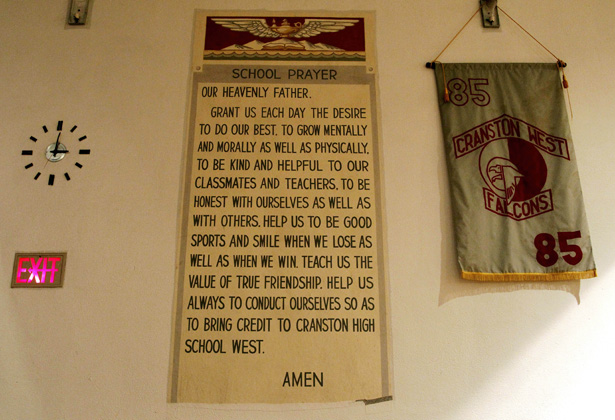 SCHOOL PRAYER
OUR HEAVENLY FATHER.
GRANT US EACH DAY THE DESIRE
TO DO OUR BEST. TO GROW MENTALLY
AND MORALLY AS WELL AS PHYSICALLY.
TO BE KIND AND HELPFUL TO OUR
CLASSMATES AND TEACHERS. TO BE
HONEST WITH OURSELVES AS WELL AS
WITH OTHERS. HELP US TO BE GOOD
SPORTS AND SMILE WHEN WE LOSE AS
WELL AS WHEN WE WIN. TEACH US THE
VALUE OF TRUE FRIENDSHIP. HELP US
ALWAYS TO CONDUCT OURSELVES SO AS
TO BRING CREDIT TO CRANSTON HIGH
SCHOOL WEST.
AMEN
EXIT
85
CRANSTON WEST
FALCONS
85